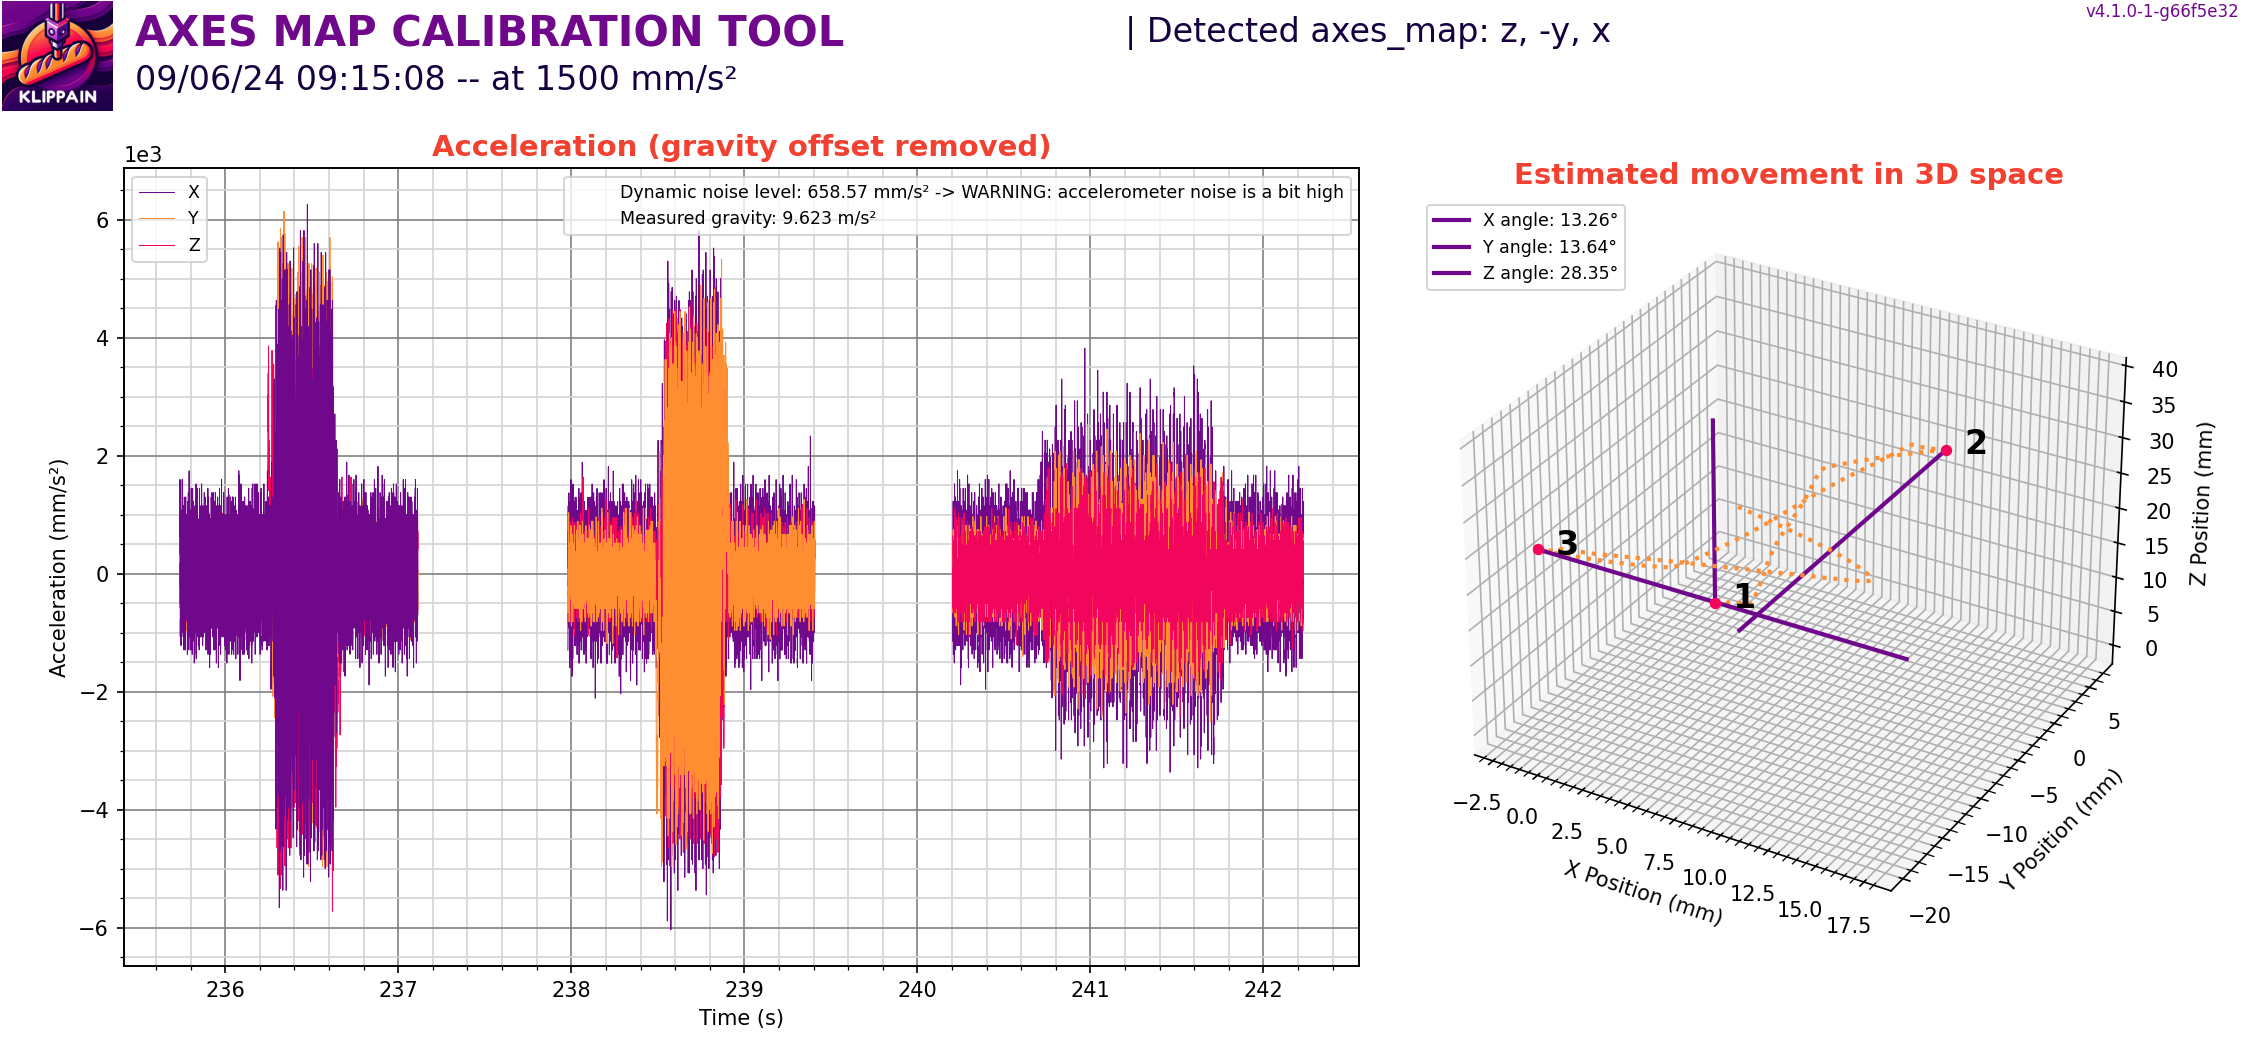 AXES MAP CALIBRATION TOOL
| Detected axes_map: z, -y, x
v4.1.0-1-g66f5e32
09/06/24 09:15:08 -- at 1500 mm/s²
KLIPPAIN
Acceleration (gravity offset removed)
1e3
X
Y
Z
Dynamic noise level: 658.57 mm/s² -> WARNING: accelerometer noise is a bit high
Measured gravity: 9.623 m/s²
6
4
2
0
−2
−4
−6
Acceleration (mm/s²)
236
237
238
239
240
241
242
Time (s)
Estimated movement in 3D space
X angle: 13.26°
Y angle: 13.64°
Z angle: 28.35°
1
2
3
40
35
30
25
20
15
10
5
0
Z Position (mm)
5
0
−5
−10
−15
−20
Y Position (mm)
−2.5
0.0
2.5
5.0
7.5
10.0
12.5
15.0
17.5
X Position (mm)